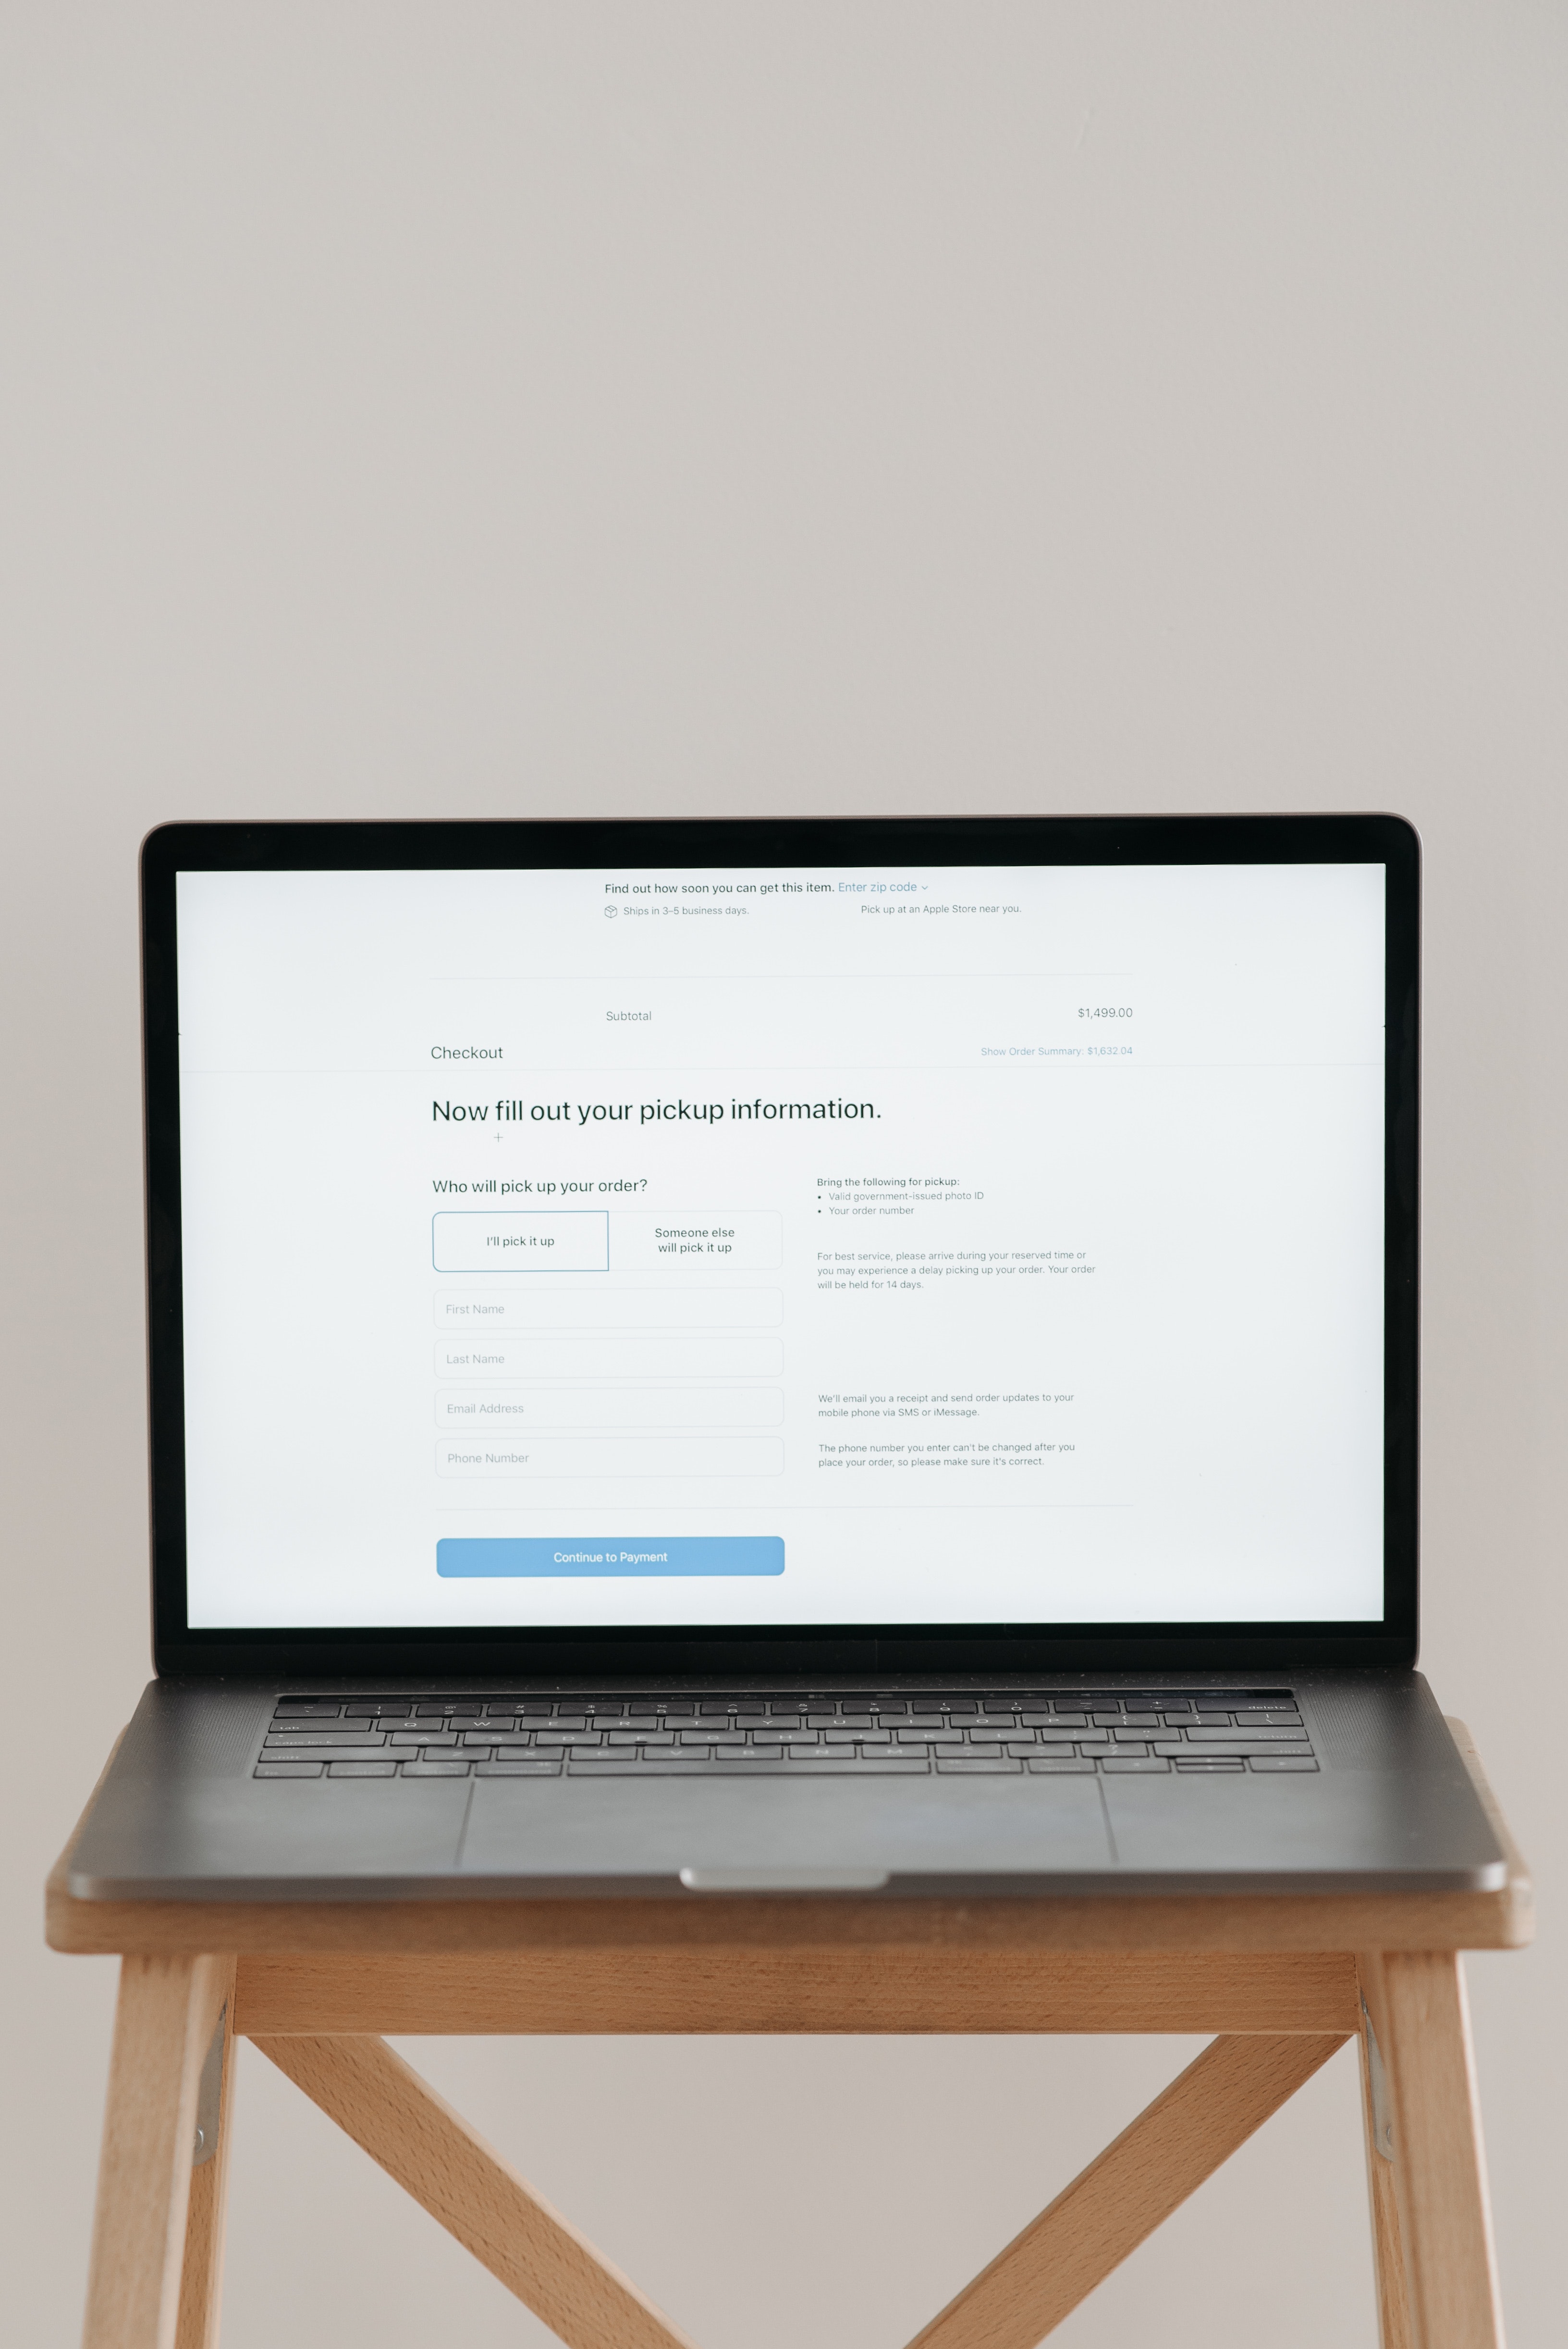 Find out how soon you can get this item. Enter zip code
Ships in 3–5 business days.
Pick up at an Apple Store near you.
Subtotal
$1,499.00
Checkout
Show Order Summary: $1,632.04
Now fill out your pickup information.
Who will pick up your order?
I'll pick it up
Someone else
will pick it up
First Name
Last Name
Email Address
Phone Number
Bring the following for pickup:
• Valid government-issued photo ID
• Your order number
For best service, please arrive during your reserved time or
you may experience a delay picking up your order. Your order
will be held for 14 days.
We'll email you a receipt and send order updates to your
mobile phone via SMS or iMessage.
The phone number you enter can't be changed after you
place your order, so please make sure it's correct.
Continue to Payment
delete
tab Q W E R T Y U I O P
A S D F G H J K L
shift Z X C V B N M